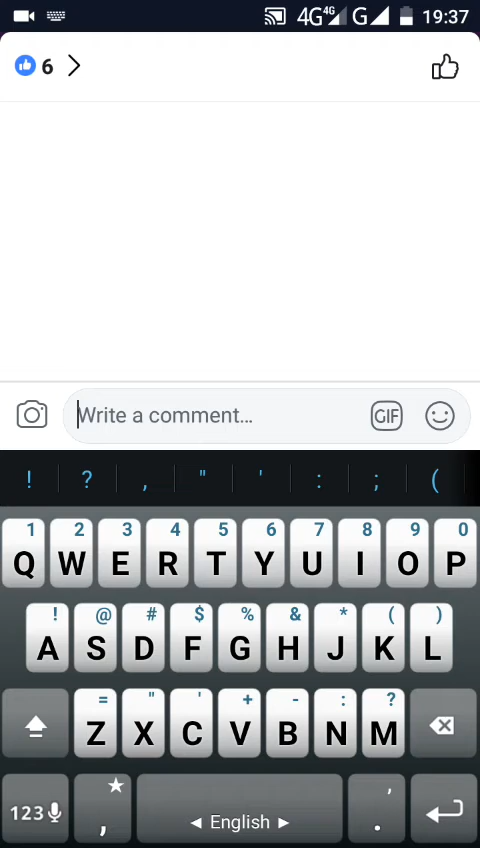 4G 4G G 19:37
6
Write a comment... GIF
! ? , " ' : ; (
1 2 3 4 5 6 7 8 9 0
Q W E R T Y U I O P
! @ # $ % & * ( )
A S D F G H J K L
= " ' + - : ?
Z X C V B N M
123 , English . ,